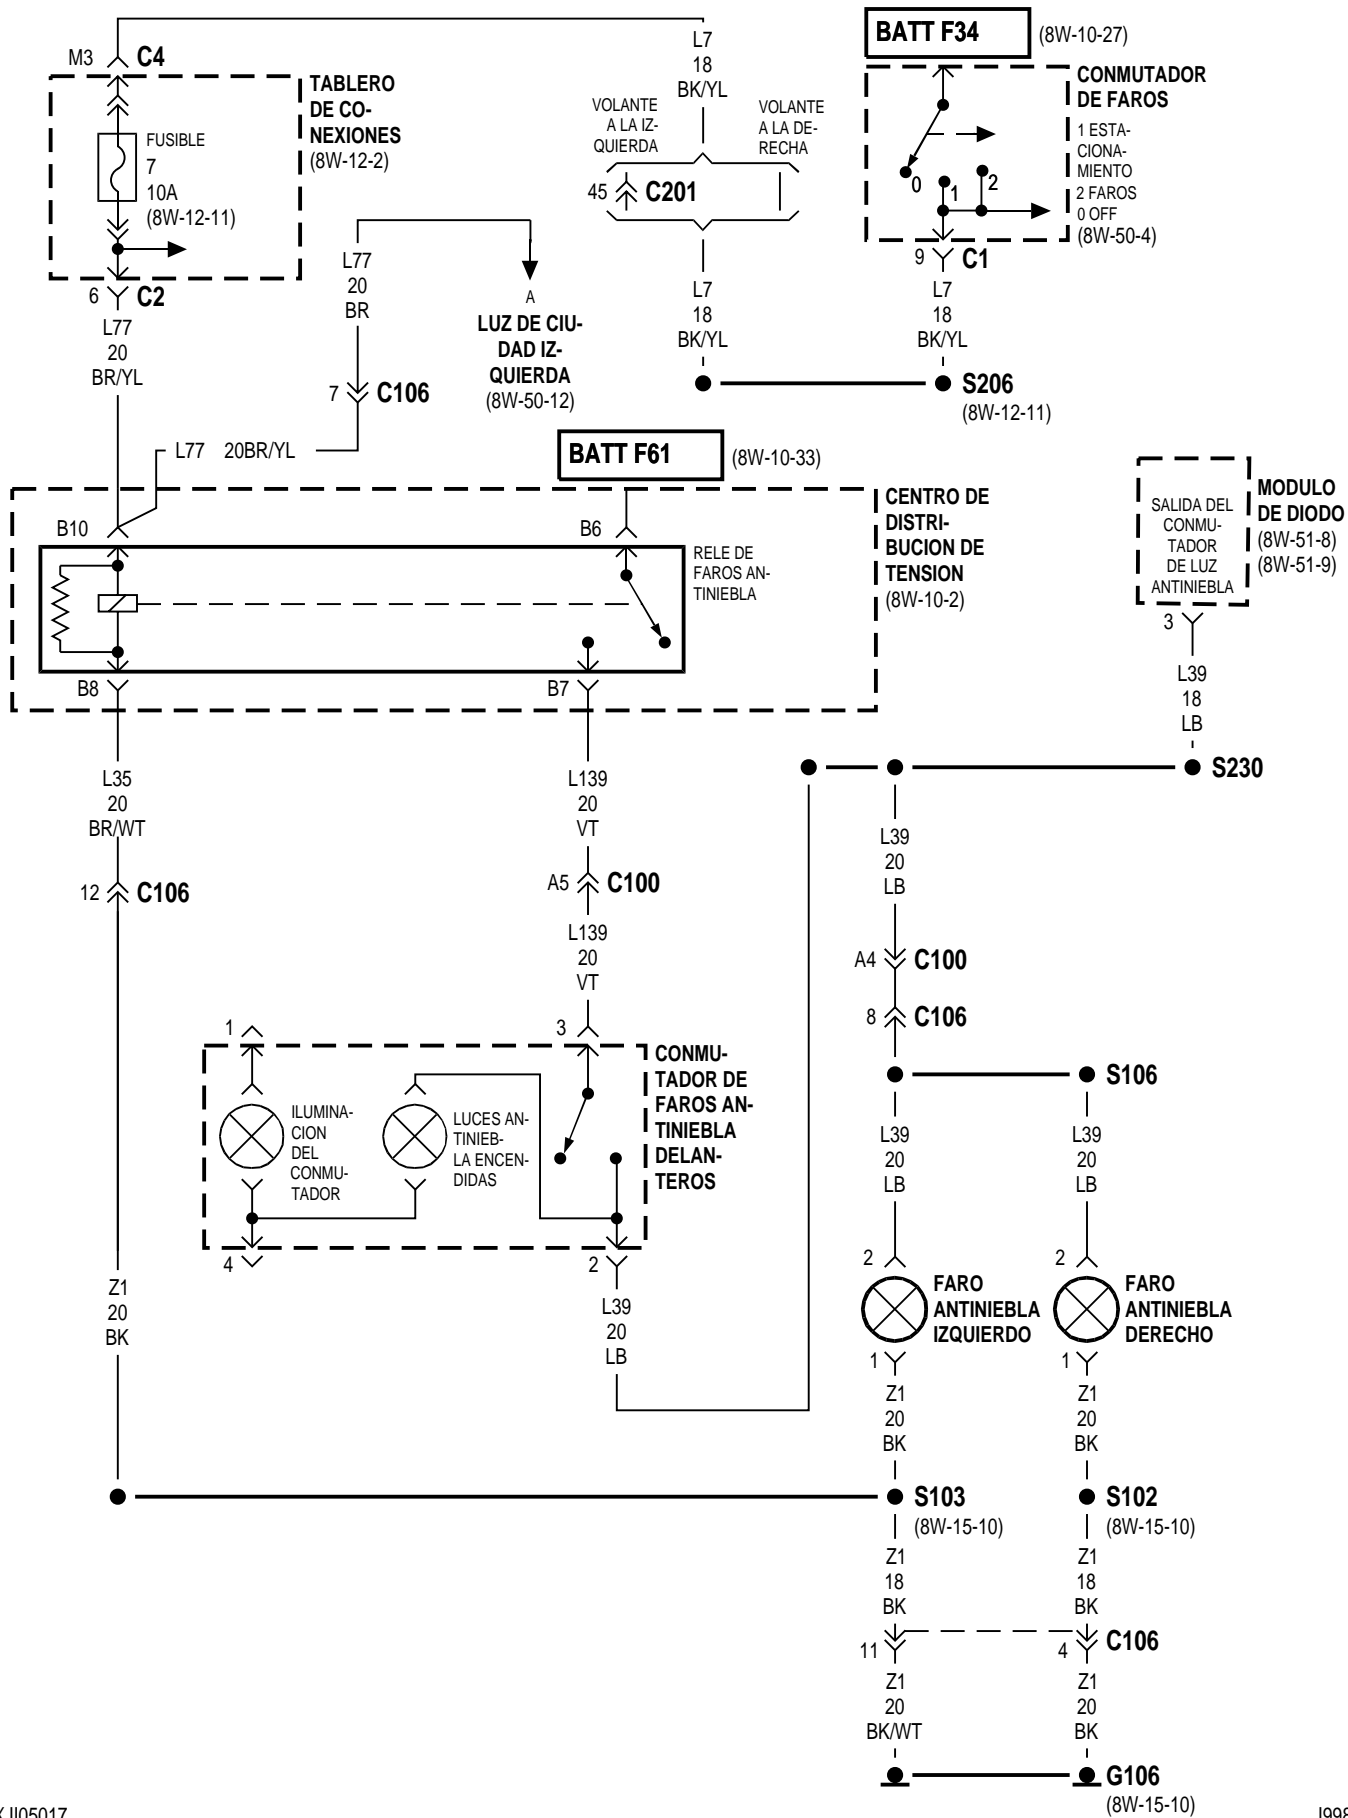 BATT F34
(8W-10-27)
M3
C4
L7
18
BK/YL
TABLERO
DE CO-
NEXIONES
(8W-12-2)
FUSIBLE
7
10A
(8W-12-11)
VOLANTE
A LA IZ-
QUIERDA
VOLANTE
A LA DE-
RECHA
45
C201
CONMUTADOR
DE FAROS
1 ESTA-
CIONA-
MIENTO
2 FAROS
0 OFF
(8W-50-4)
0
1
2
9
C1
6
C2
L77
20
BR/YL
L77
20
BR
A
LUZ DE CIU-
DAD IZ-
QUIERDA
(8W-50-12)
L7
18
BK/YL
L7
18
BK/YL
7
C106
S206
(8W-12-11)
L77 20BR/YL
BATT F61
(8W-10-33)
CENTRO DE
DISTRI-
BUCION DE
TENSION
(8W-10-2)
B10
B6
RELE DE
FAROS AN-
TINIEBLA
SALIDA DEL
CONMU-
TADOR
DE LUZ
ANTINIEBLA
MODULO
DE DIODO
(8W-51-8)
(8W-51-9)
3
B8
B7
L39
18
LB
S230
L35
20
BR/WT
L139
20
VT
L39
20
LB
12
C106
A5
C100
L139
20
VT
A4
C100
8
C106
1
3
CONMU-
TADOR DE
FAROS AN-
TINIEBLA
DELAN-
TEROS
ILUMINA-
CION
DEL
CONMU-
TADOR
LUCES AN-
TINIEB-
LA ENCEN-
DIDAS
4
2
S106
L39
20
LB
L39
20
LB
Z1
20
BK
L39
20
LB
2
FARO
ANTINIEBLA
IZQUIERDO
1
2
FARO
ANTINIEBLA
DERECHO
1
Z1
20
BK
Z1
20
BK
S103
(8W-15-10)
S102
(8W-15-10)
Z1
18
BK
Z1
18
BK
11
4
C106
Z1
20
BK/WT
Z1
20
BK
G106
(8W-15-10)